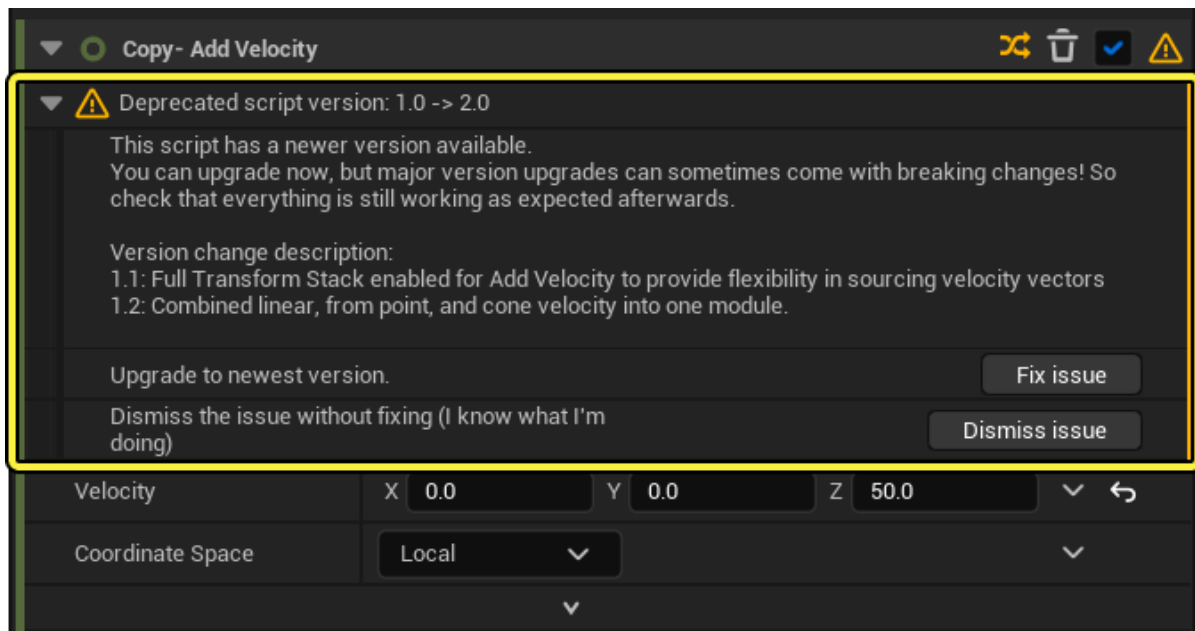 Copy- Add Velocity
Deprecated script version: 1.0 -> 2.0
This script has a newer version available.
You can upgrade now, but major version upgrades can sometimes come with breaking changes! So
check that everything is still working as expected afterwards.
Version change description:
1.1: Full Transform Stack enabled for Add Velocity to provide flexibility in sourcing velocity vectors
1.2: Combined linear, from point, and cone velocity into one module.
Upgrade to newest version. Fix issue
Dismiss the issue without fixing (I know what I'm
doing) Dismiss issue
Velocity X 0.0 Y 0.0 Z 50.0
Coordinate Space Local